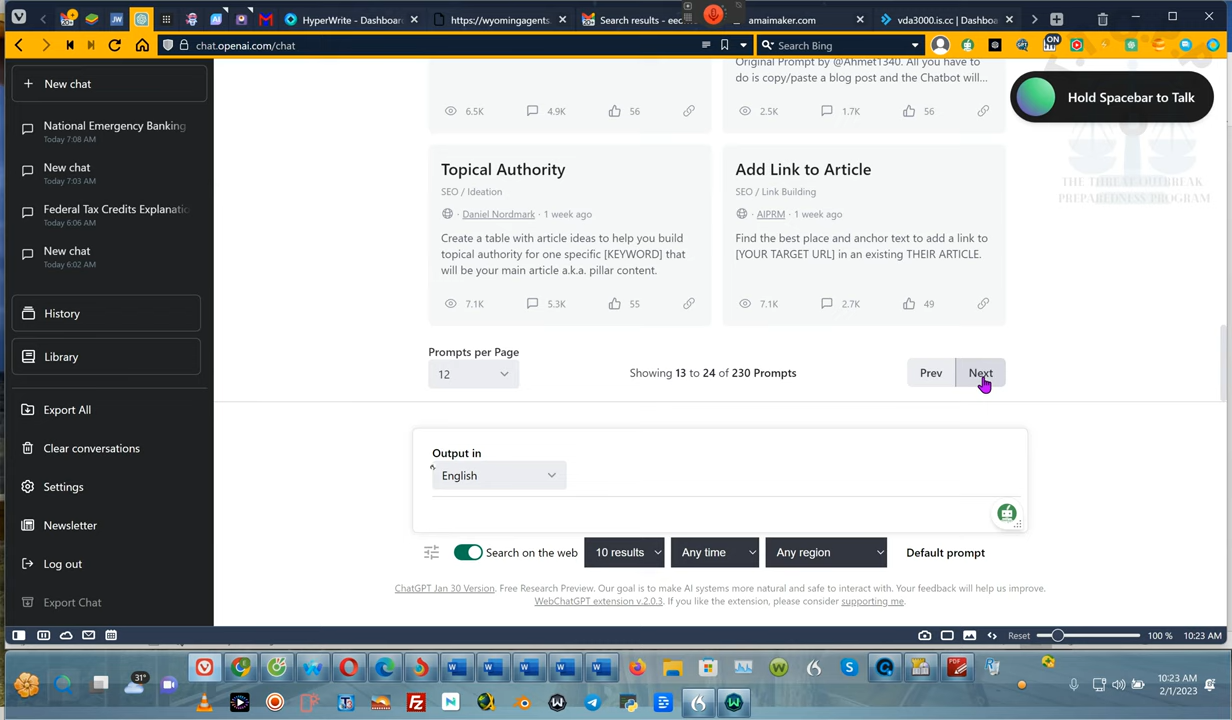 HyperWrite - Dashboar
https://wyomingagents.
Search results - eec
amaimaker.com
vda3000.is.cc | Dashboa
chat.openai.com/chat
Search Bing
ON
New chat
National Emergency Banking
Today 7:08 AM
New chat
Today 7:03 AM
Federal Tax Credits Explanatio
Today 6:06 AM
New chat
Today 6:02 AM
History
Library
Export All
Clear conversations
Settings
Newsletter
Log out
Export Chat
Original Prompt by @Ahmet1340. All you have to
do is copy/paste a blog post and the Chatbot will...
6.5K 4.9K 56
2.5K 1.7K 56
Hold Spacebar to Talk
THE THREAT OUTBREAK
PREPAREDNESS PROGRAM
Topical Authority
SEO / Ideation
Daniel Nordmark · 1 week ago
Create a table with article ideas to help you build
topical authority for one specific [KEYWORD] that
will be your main article a.k.a. pillar content.
7.1K 5.3K 55
Add Link to Article
SEO / Link Building
AIPRM · 1 week ago
Find the best place and anchor text to add a link to
[YOUR TARGET URL] in an existing THEIR ARTICLE.
7.1K 2.7K 49
Prompts per Page
12
Showing 13 to 24 of 230 Prompts
Prev
Next
Output in
English
Search on the web
10 results
Any time
Any region
Default prompt
ChatGPT Jan 30 Version. Free Research Preview. Our goal is to make AI systems more natural and safe to interact with. Your feedback will help us improve.
WebChatGPT extension v.2.0.3. If you like the extension, please consider supporting me.
Reset
100 %
10:23 AM
31°
10:23 AM
2/1/2023